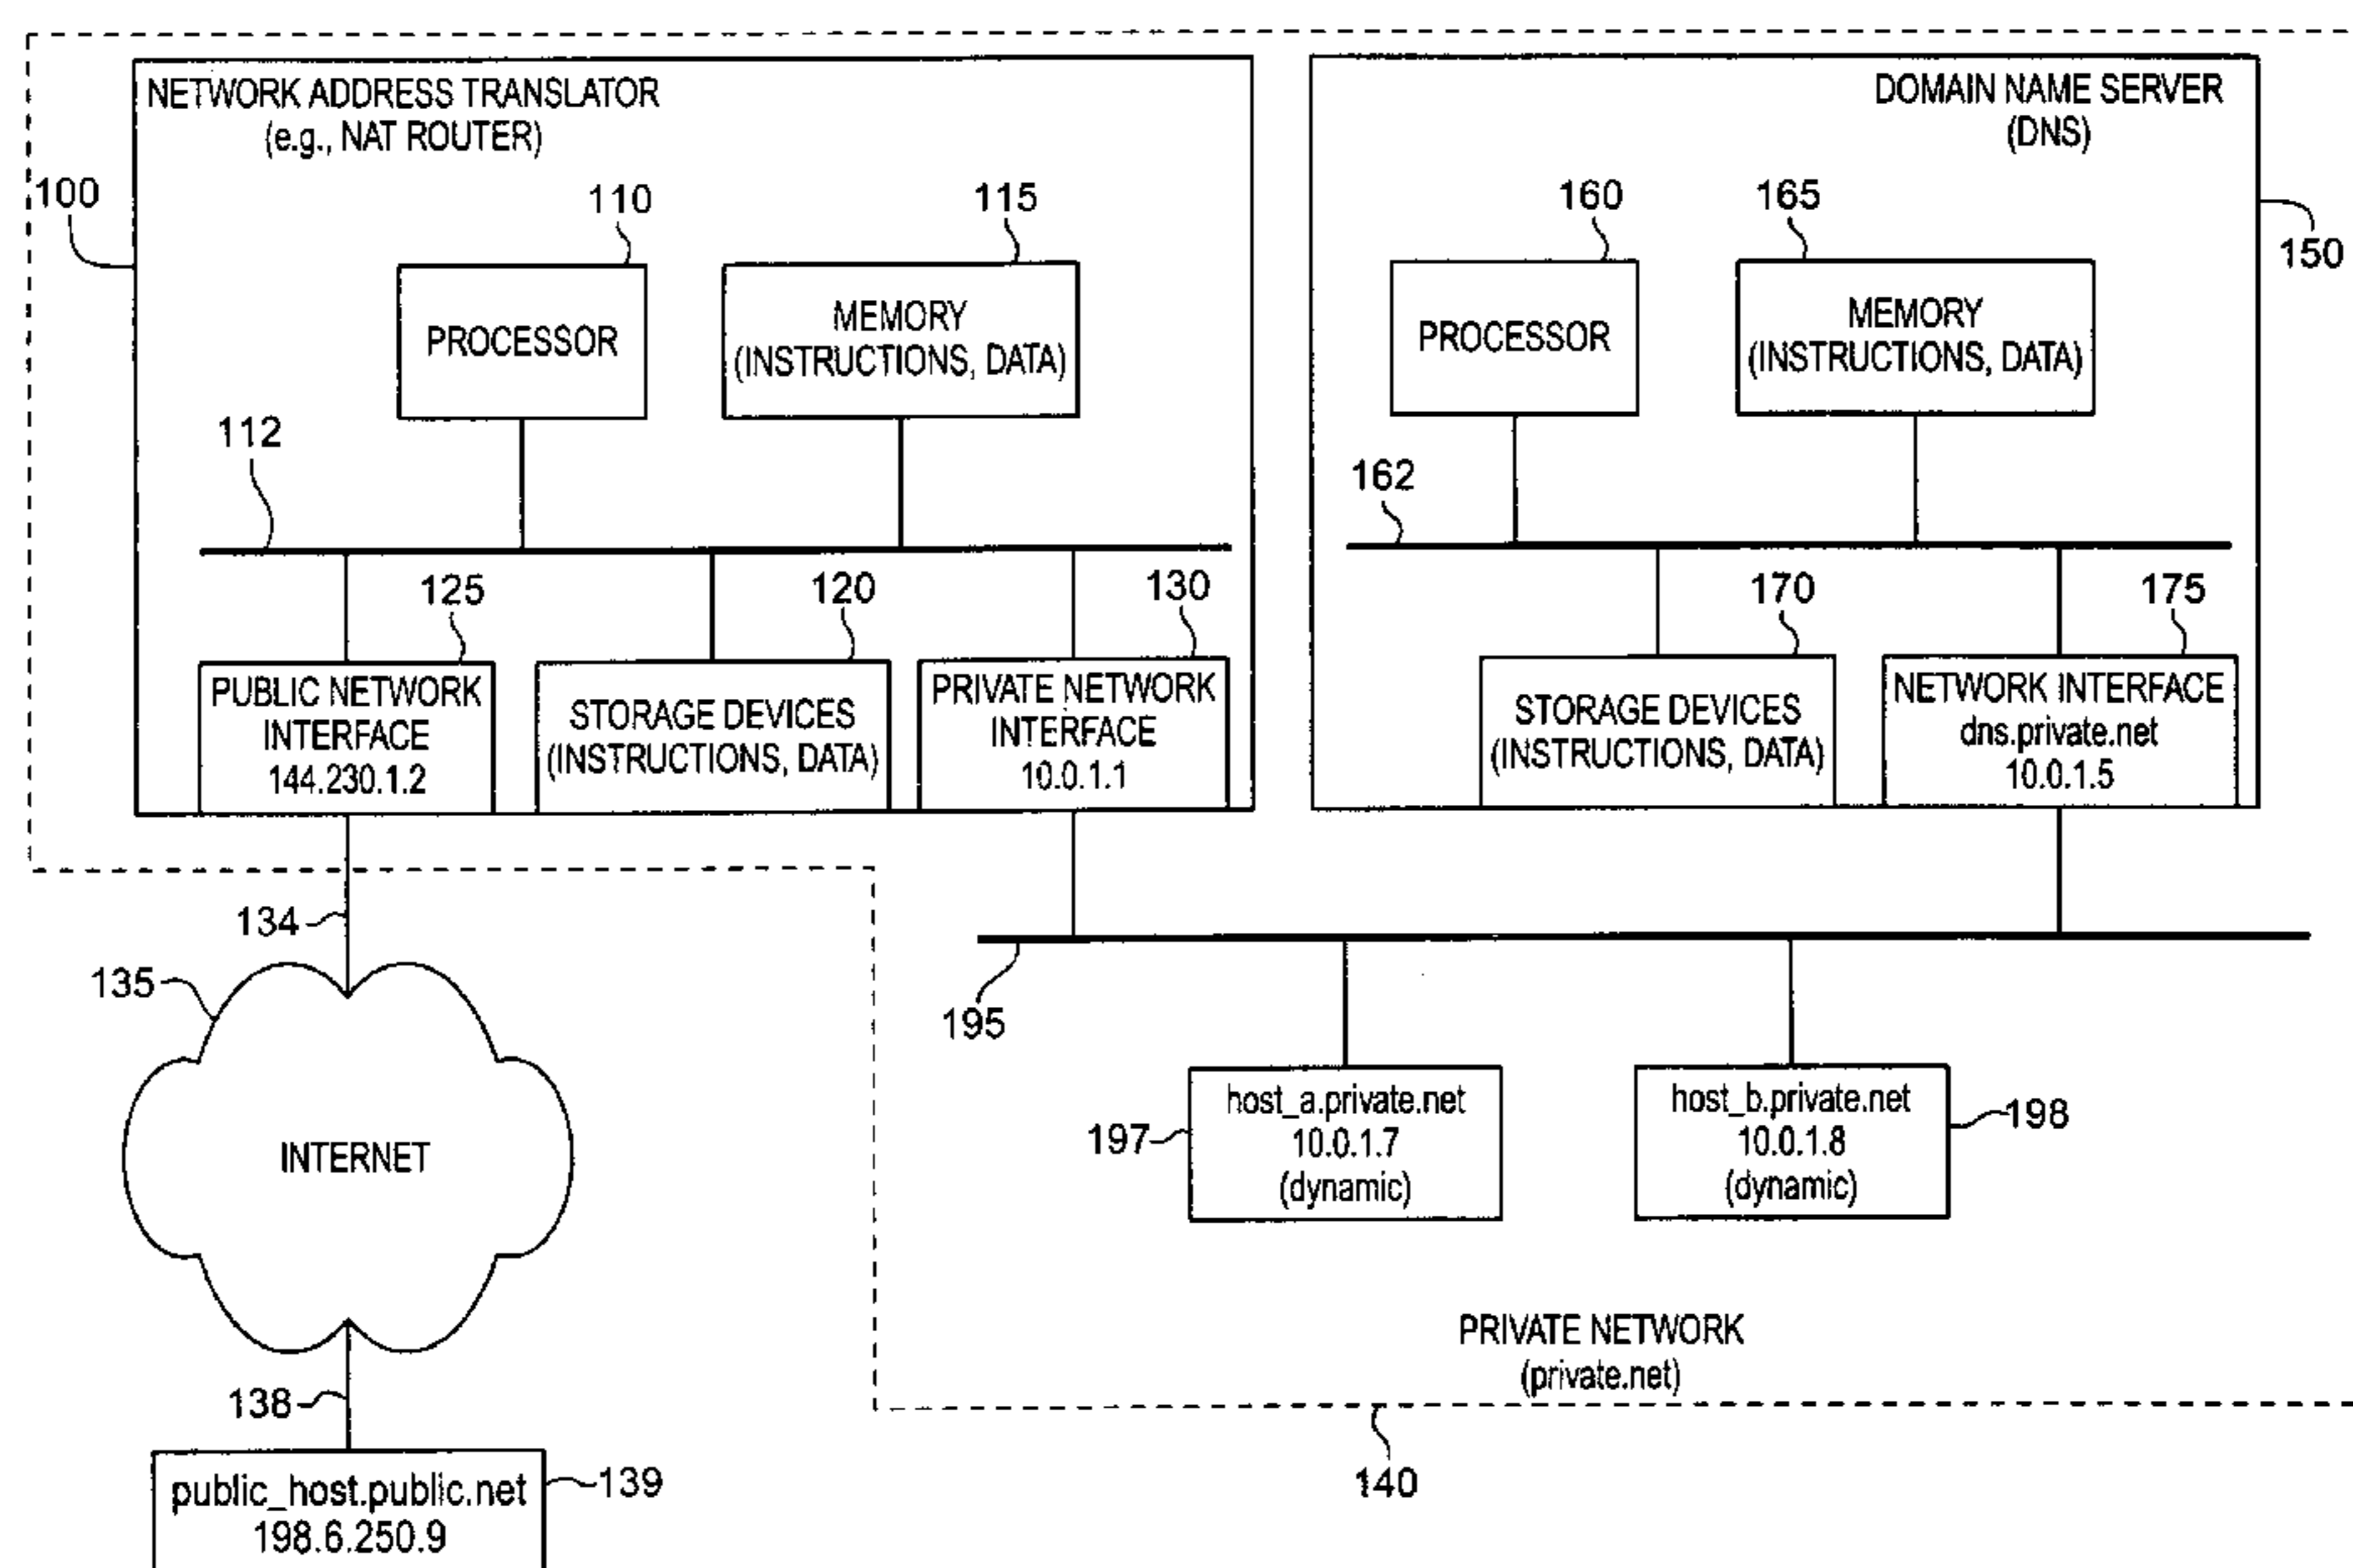 NETWORK ADDRESS TRANSLATOR
(e.g., NAT ROUTER)
DOMAIN NAME SERVER
(DNS)
100
110
115
160
165
150
PROCESSOR
MEMORY
(INSTRUCTIONS, DATA)
PROCESSOR
MEMORY
(INSTRUCTIONS, DATA)
112
162
125
120
130
170
175
PUBLIC NETWORK
INTERFACE
144.230.1.2
STORAGE DEVICES
(INSTRUCTIONS, DATA)
PRIVATE NETWORK
INTERFACE
10.0.1.1
STORAGE DEVICES
(INSTRUCTIONS, DATA)
NETWORK INTERFACE
dns.private.net
10.0.1.5
134
135
195
INTERNET
197
host_a.private.net
10.0.1.7
(dynamic)
host_b.private.net
10.0.1.8
(dynamic)
198
PRIVATE NETWORK
(private.net)
138
140
public_host.public.net
198.6.250.9
139